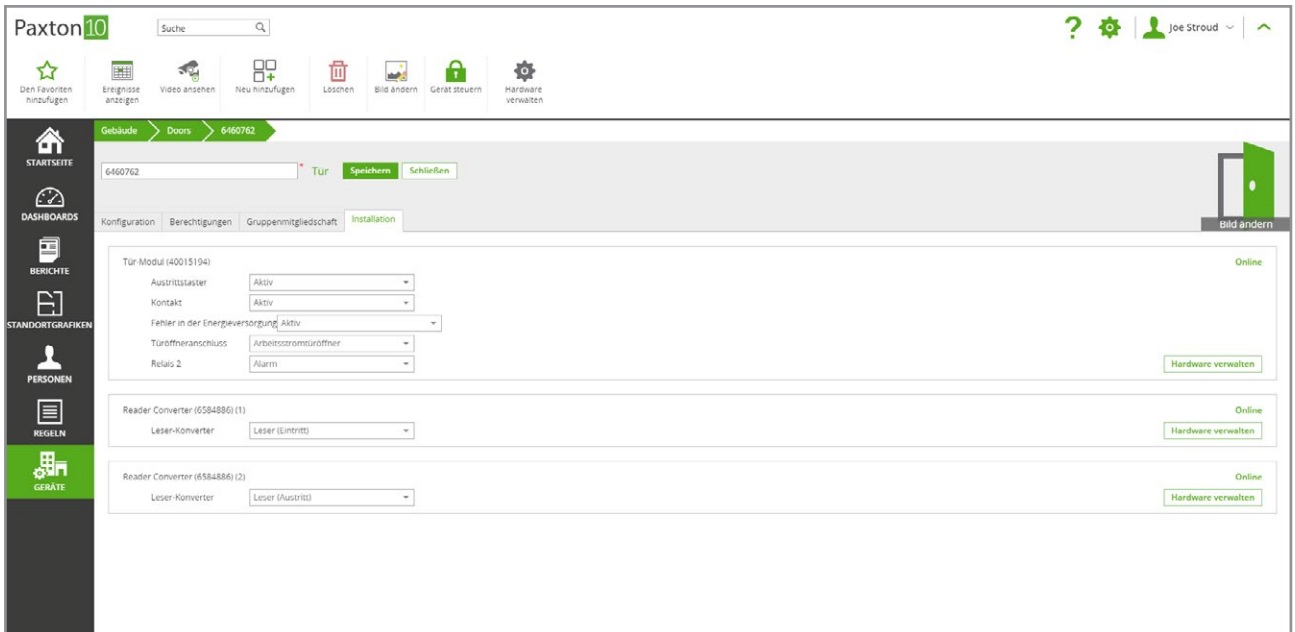 Paxton10
Suche
Joe Stroud
Den Favoriten hinzufügen
Ereignisse anzeigen
Video ansehen
Neu hinzufügen
Löschen
Bild ändern
Gerät steuern
Hardware verwalten
STARTSEITE
DASHBOARDS
BERICHTE
STANDORTGRAFIKEN
PERSONEN
REGELN
GERÄTE
Gebäude Doors 6460762
6460762 * Tür Speichern Schließen
Bild ändern
Konfiguration Berechtigungen Gruppenmitgliedschaft Installation
Tür-Modul (40015194) Online
Austrittstaster Aktiv
Kontakt Aktiv
Fehler in der Energieversorgung Aktiv
Türöffneranschluss Arbeitsstromtüröffner
Relais 2 Alarm Hardware verwalten
Reader Converter (6584886) (1) Online
Leser-Konverter Leser (Eintritt) Hardware verwalten
Reader Converter (6584886) (2) Online
Leser-Konverter Leser (Austritt) Hardware verwalten